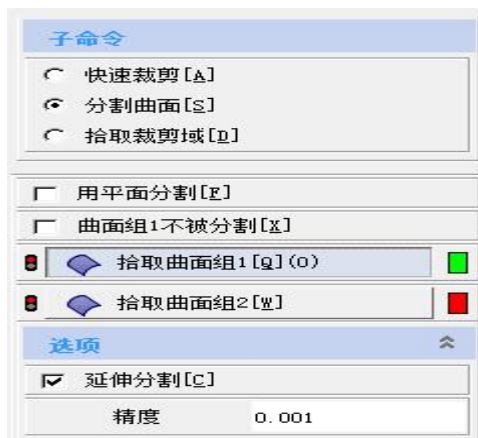 子命令
快速裁剪[A]
分割曲面[S]
拾取裁剪域[D]
用平面分割[F]
曲面组1不被分割[X]
拾取曲面组1[Q](0)
拾取曲面组2[W]
选项
延伸分割[C]
精度 0.001